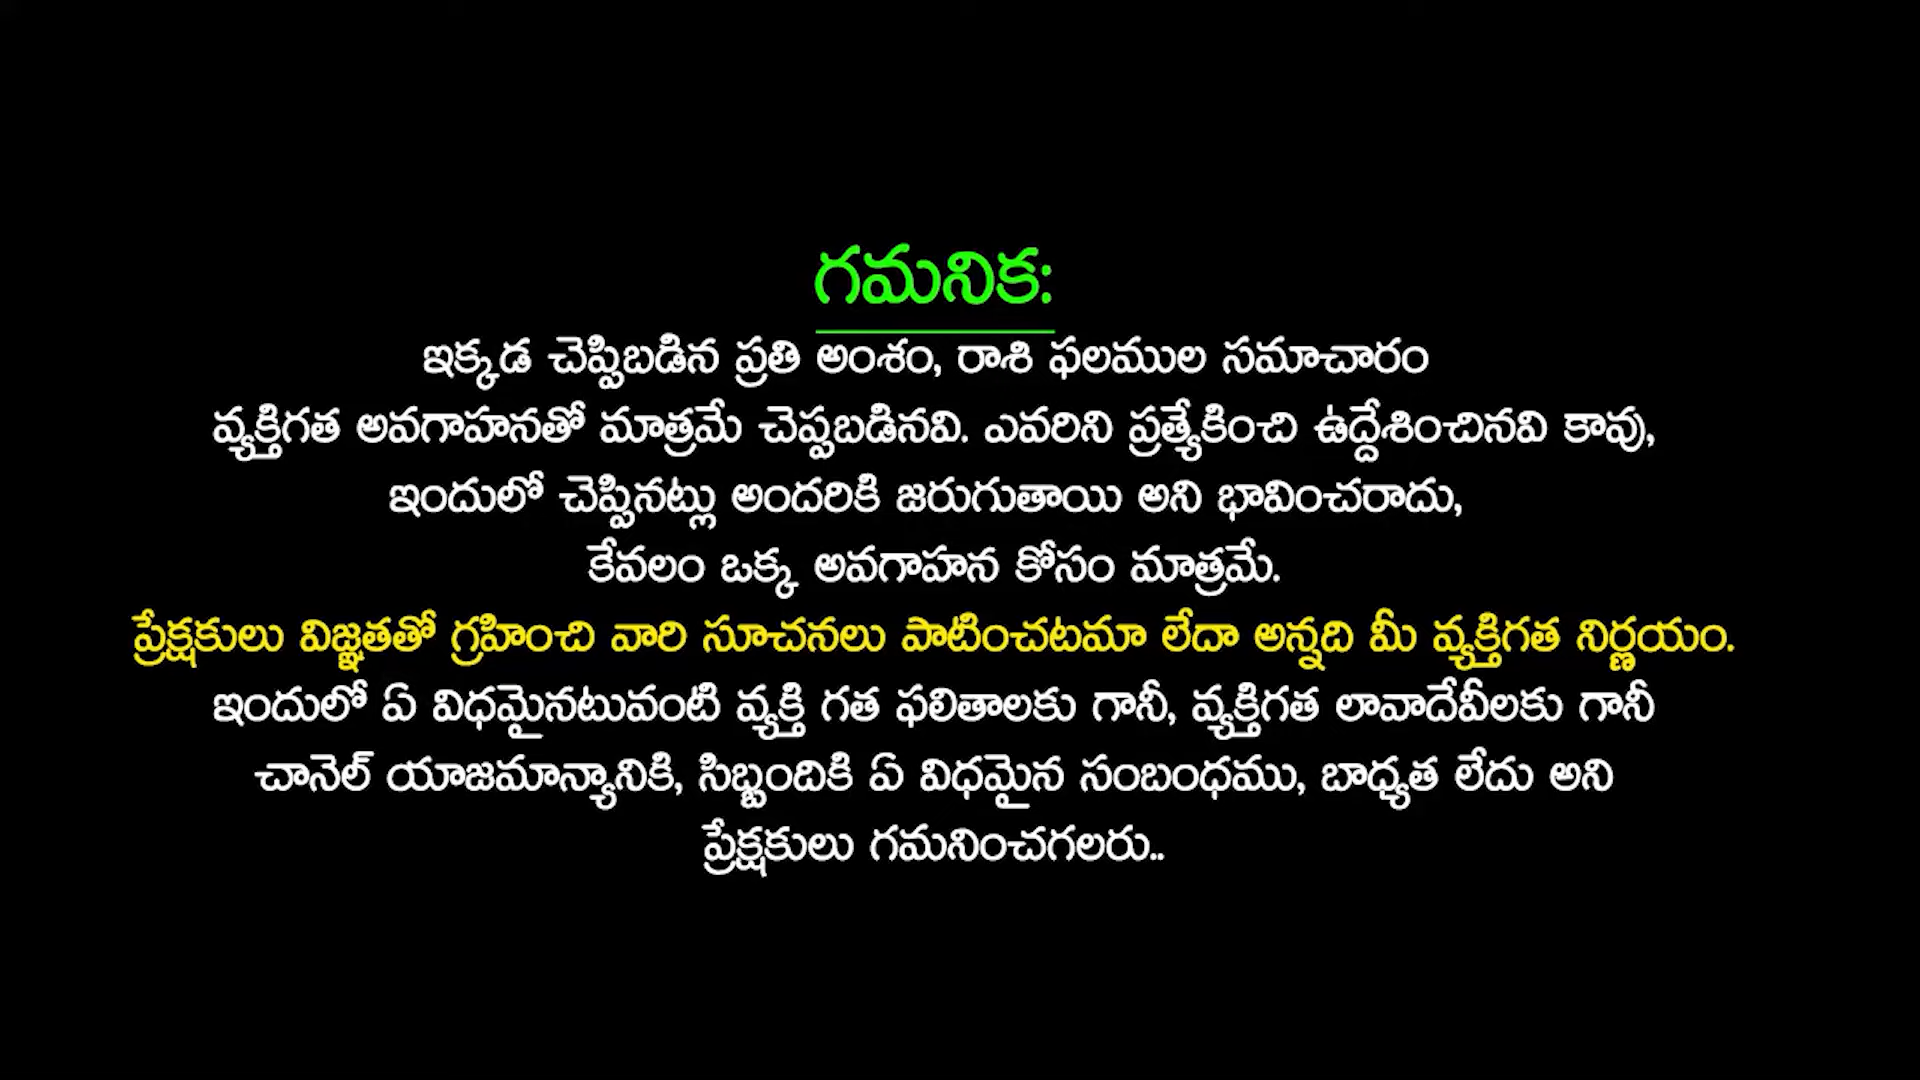 గమనిక:
ఇక్కడ చెప్పిబడిన ప్రతి అంశం, రాశి ఫలముల సమాచారం
వ్యక్తిగత అవగాహనతో మాత్రమే చెప్పబడినవి. ఎవరిని ప్రత్యేకించి ఉద్దేశించినవి కావు,
ఇందులో చెప్పినట్లు అందరికి జరుగుతాయి అని భావించరాదు,
కేవలం ఒక్క అవగాహన కోసం మాత్రమే.
ప్రేక్షకులు విజ్ఞతతో గ్రహించి వారి సూచనలు పాటించటమా లేదా అన్నది మీ వ్యక్తిగత నిర్ణయం.
ఇందులో ఏ విధమైనటువంటి వ్యక్తి గత ఫలితాలకు గానీ, వ్యక్తిగత లావాదేవీలకు గానీ
చానెల్ యాజమాన్యానికి, సిబ్బందికి ఏ విధమైన సంబంధము, బాధ్యత లేదు అని
ప్రేక్షకులు గమనించగలరు..